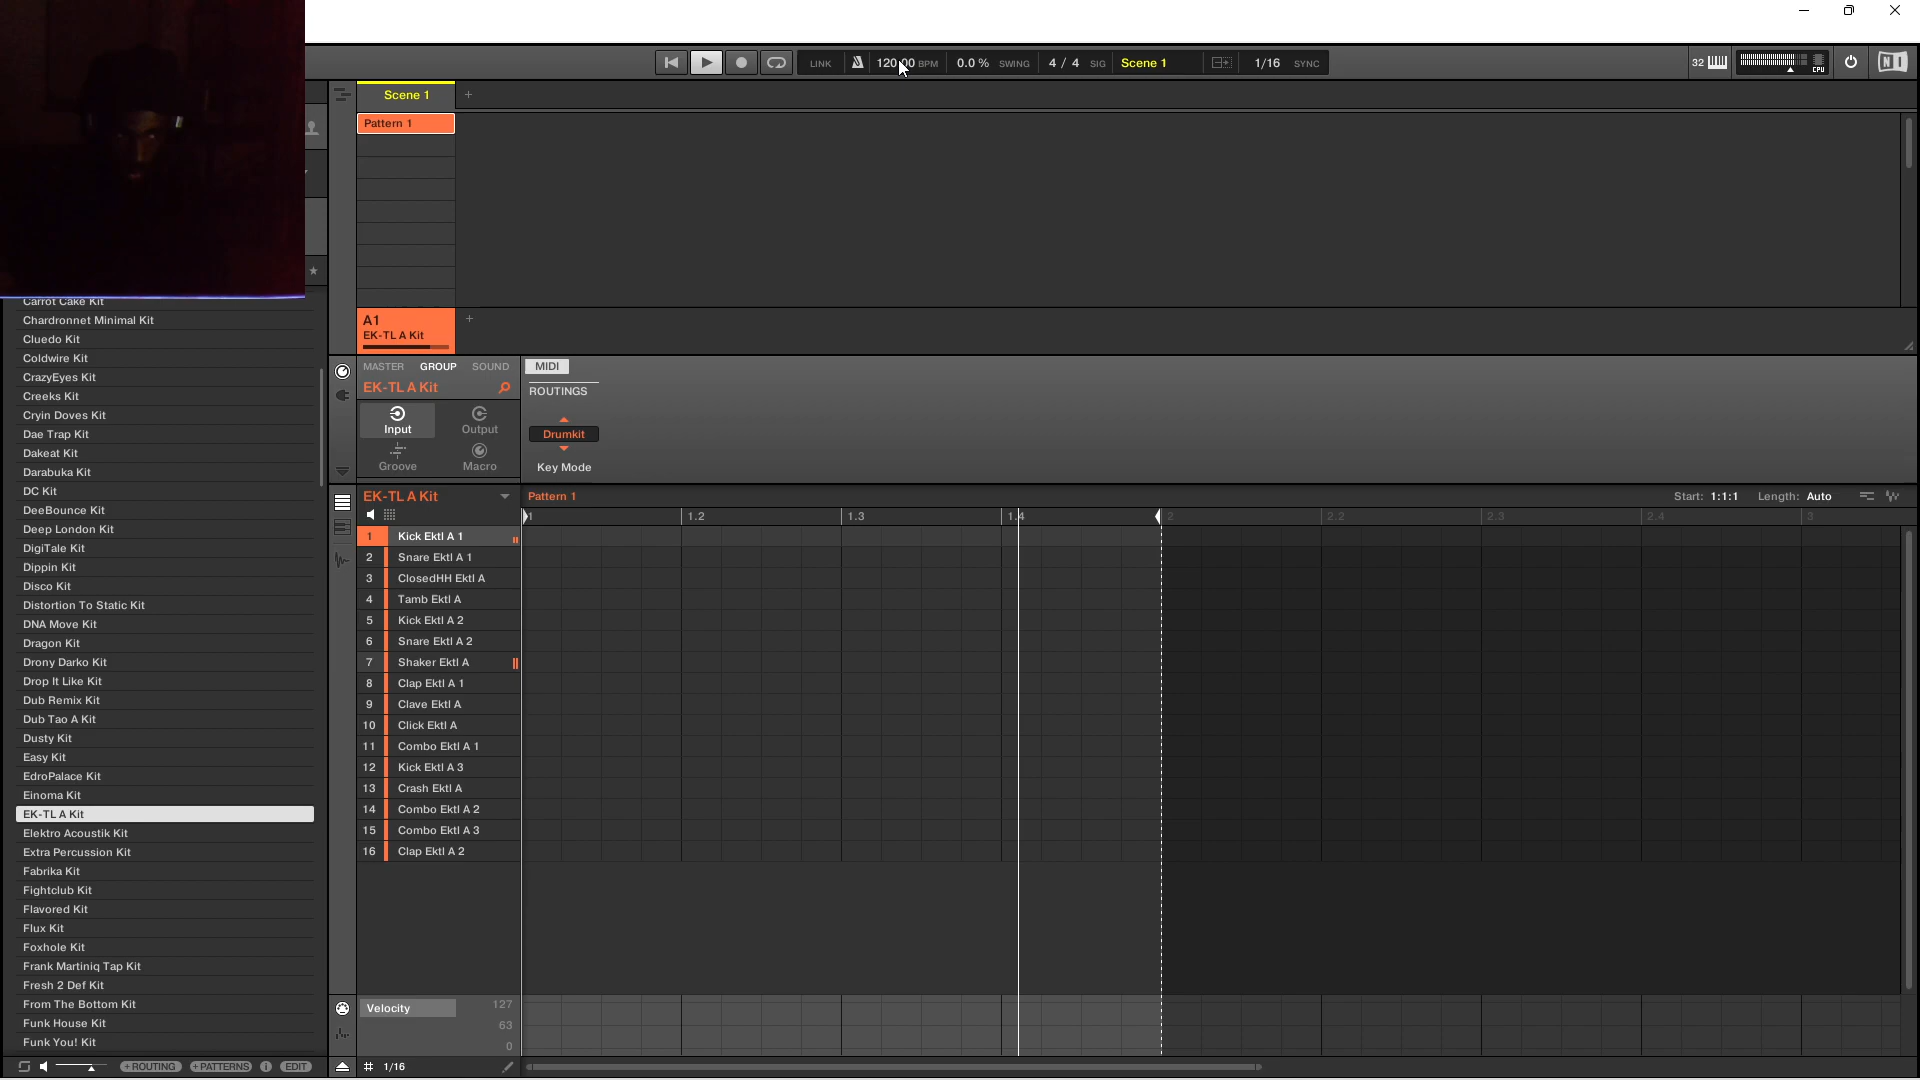 LINK 120.00 BPM 0.0 % SWING 4 / 4 SIG Scene 1 1/16 SYNC
32 CPU
Scene 1 +
Pattern 1
A1
EK-TL A Kit
+
Carrot Cake Kit
Chardronnet Minimal Kit
Cluedo Kit
Coldwire Kit
CrazyEyes Kit
Creeks Kit
Cryin Doves Kit
Dae Trap Kit
Dakeat Kit
Darabuka Kit
DC Kit
DeeBounce Kit
Deep London Kit
DigiTale Kit
Dippin Kit
Disco Kit
Distortion To Static Kit
DNA Move Kit
Dragon Kit
Drony Darko Kit
Drop It Like Kit
Dub Remix Kit
Dub Tao A Kit
Dusty Kit
Easy Kit
EdroPalace Kit
Einoma Kit
EK-TL A Kit
Elektro Acoustik Kit
Extra Percussion Kit
Fabrika Kit
Fightclub Kit
Flavored Kit
Flux Kit
Foxhole Kit
Frank Martiniq Tap Kit
Fresh 2 Def Kit
From The Bottom Kit
Funk House Kit
Funk You! Kit
+ROUTING +PATTERNS i EDIT
MASTER GROUP SOUND
EK-TL A Kit
Input Output
Groove Macro
MIDI
ROUTINGS
Drumkit
Key Mode
EK-TL A Kit
Pattern 1
Start: 1:1:1 Length: Auto
1 1.2 1.3 1.4 2 2.2 2.3 2.4 3
1 Kick Ektl A 1
2 Snare Ektl A 1
3 ClosedHH Ektl A
4 Tamb Ektl A
5 Kick Ektl A 2
6 Snare Ektl A 2
7 Shaker Ektl A
8 Clap Ektl A 1
9 Clave Ektl A
10 Click Ektl A
11 Combo Ektl A 1
12 Kick Ektl A 3
13 Crash Ektl A
14 Combo Ektl A 2
15 Combo Ektl A 3
16 Clap Ektl A 2
Velocity
127
63
0
# 1/16